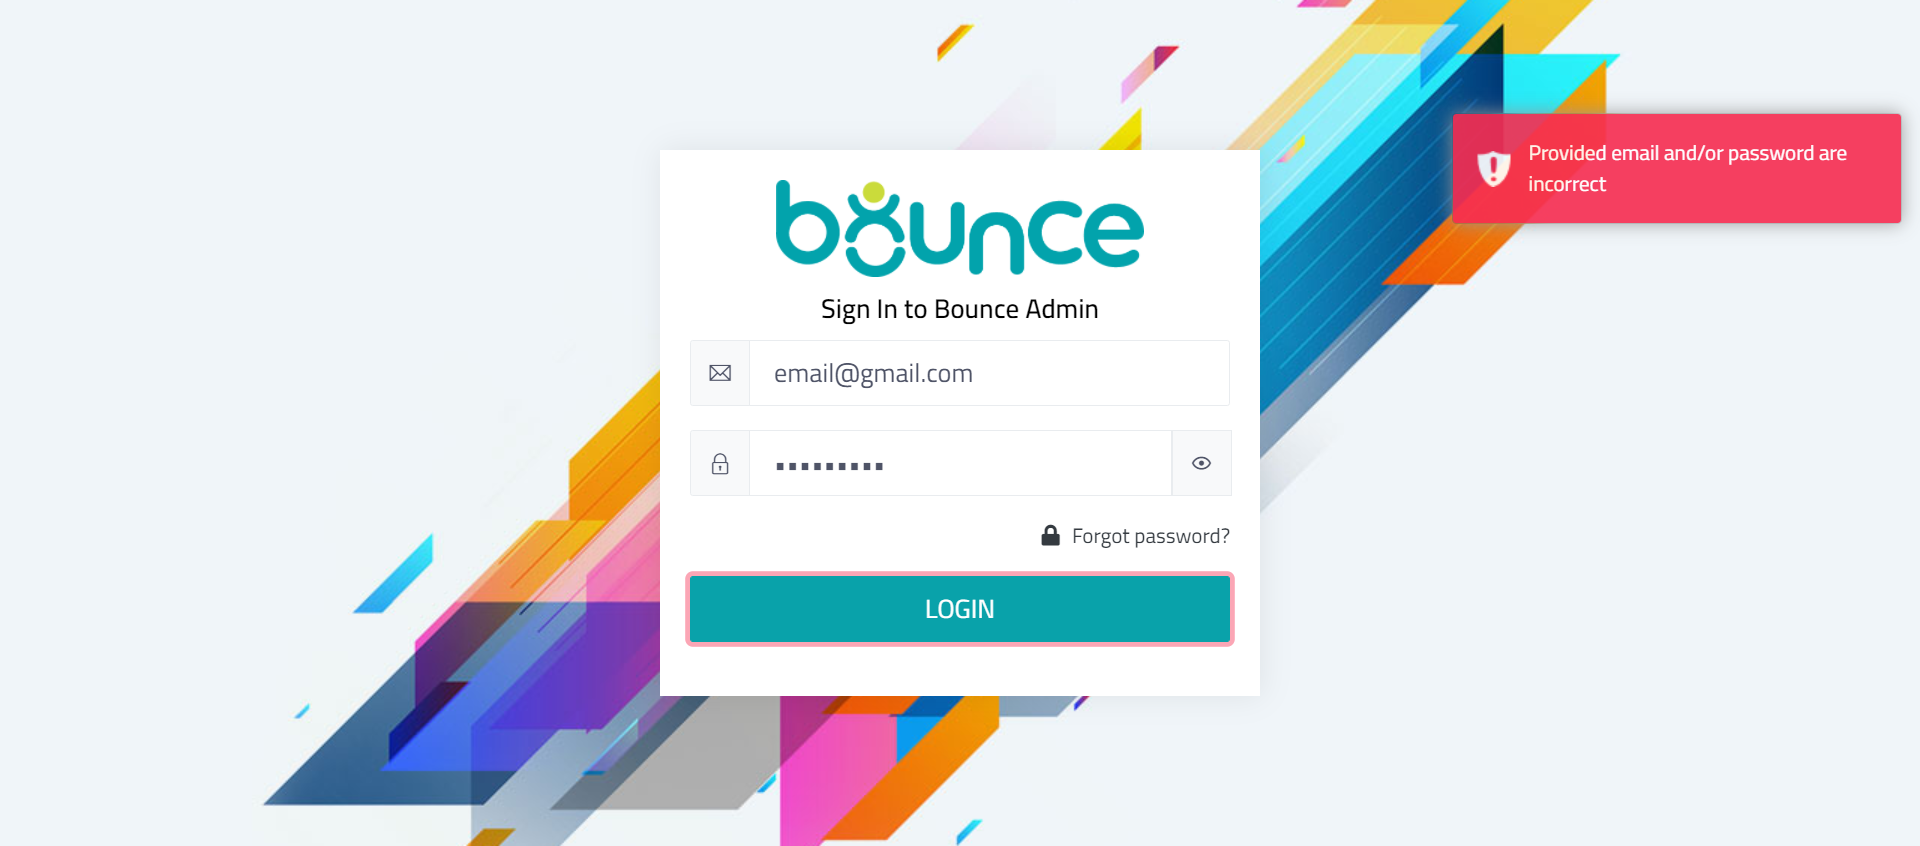 bounce
Provided email and/or password are
incorrect
Sign In to Bounce Admin
email@gmail.com
Forgot password?
LOGIN